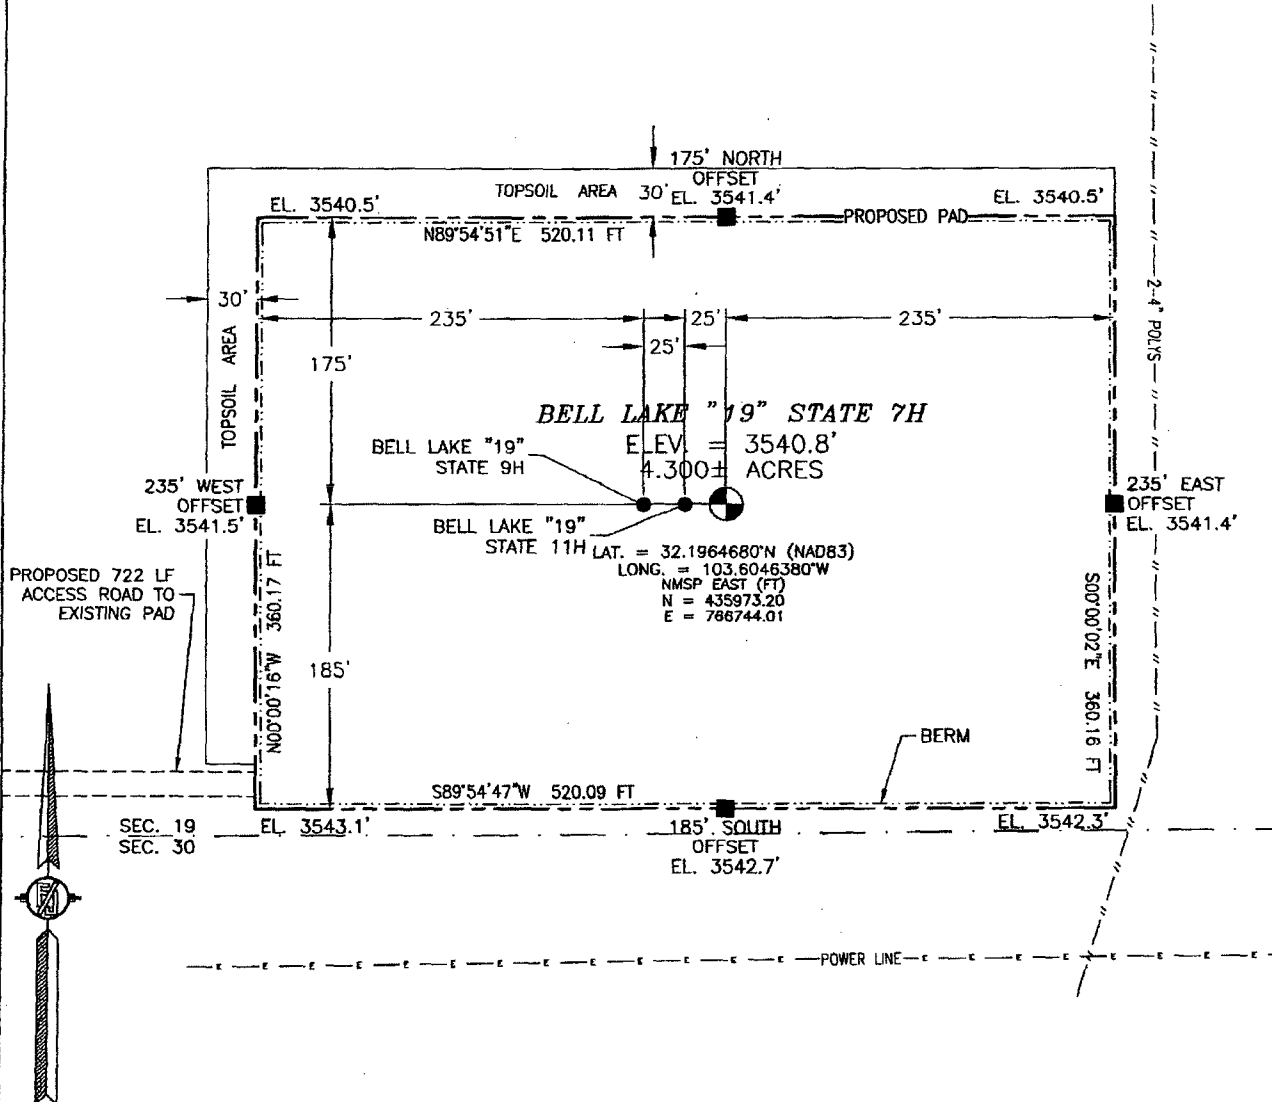 175' NORTH
OFFSET
EL. 3541.4'
TOPSOIL AREA 30'
EL. 3540.5'
EL. 3540.5'
PROPOSED PAD
N89°54'51"E 520.11 FT
2-4" POLYS
30'
TOPSOIL AREA
235'
25'
235'
25'
175'
BELL LAKE "19" STATE 7H
ELEV. = 3540.8'
4.300± ACRES
BELL LAKE "19"
STATE 9H
235' WEST
OFFSET
EL. 3541.5'
235' EAST
OFFSET
EL. 3541.4'
BELL LAKE "19"
STATE 11H
LAT. = 32.1964680°N (NAD83)
LONG. = 103.6046380°W
NMSP EAST (FT)
N = 435973.20
E = 766744.01
PROPOSED 722 LF
ACCESS ROAD TO
EXISTING PAD
N00°00'16"W 360.17 FT
185'
S00°00'02"E 360.16 FT
BERM
S89°54'47"W 520.09 FT
SEC. 19
SEC. 30
EL. 3543.1'
185' SOUTH
OFFSET
EL. 3542.7'
EL. 3542.3'
E E E E E E E E E E E E E POWER LINE E E E E E E E